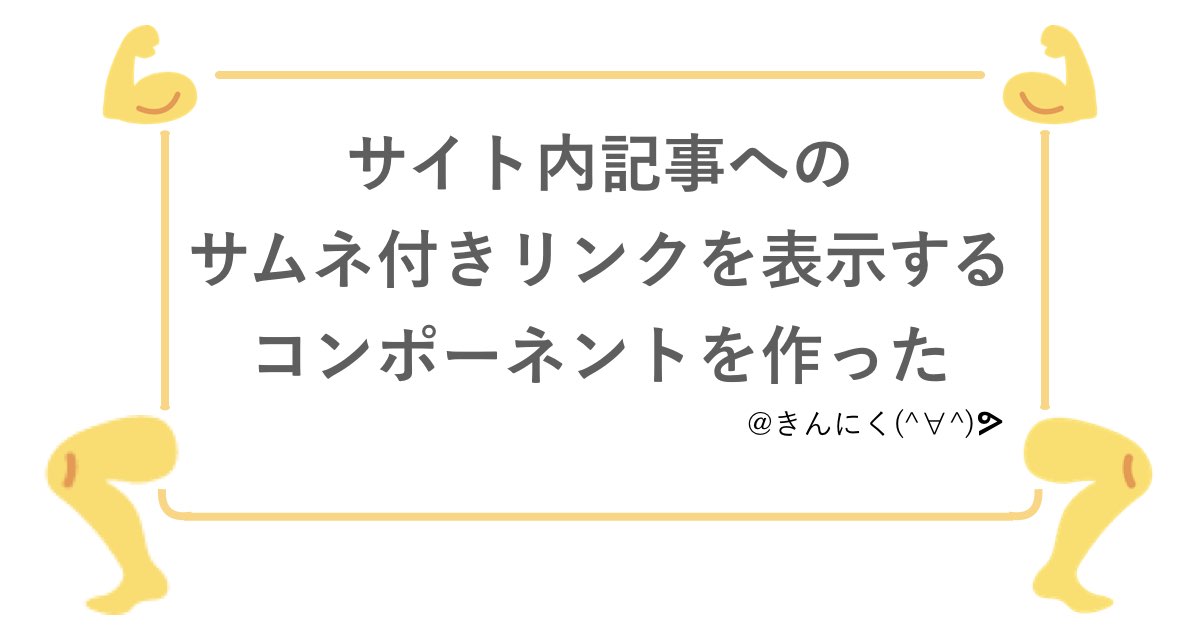 サイト内記事への
サムネ付きリンクを表示する
コンポーネントを作った
@きんにく(^∀^)ᕗ